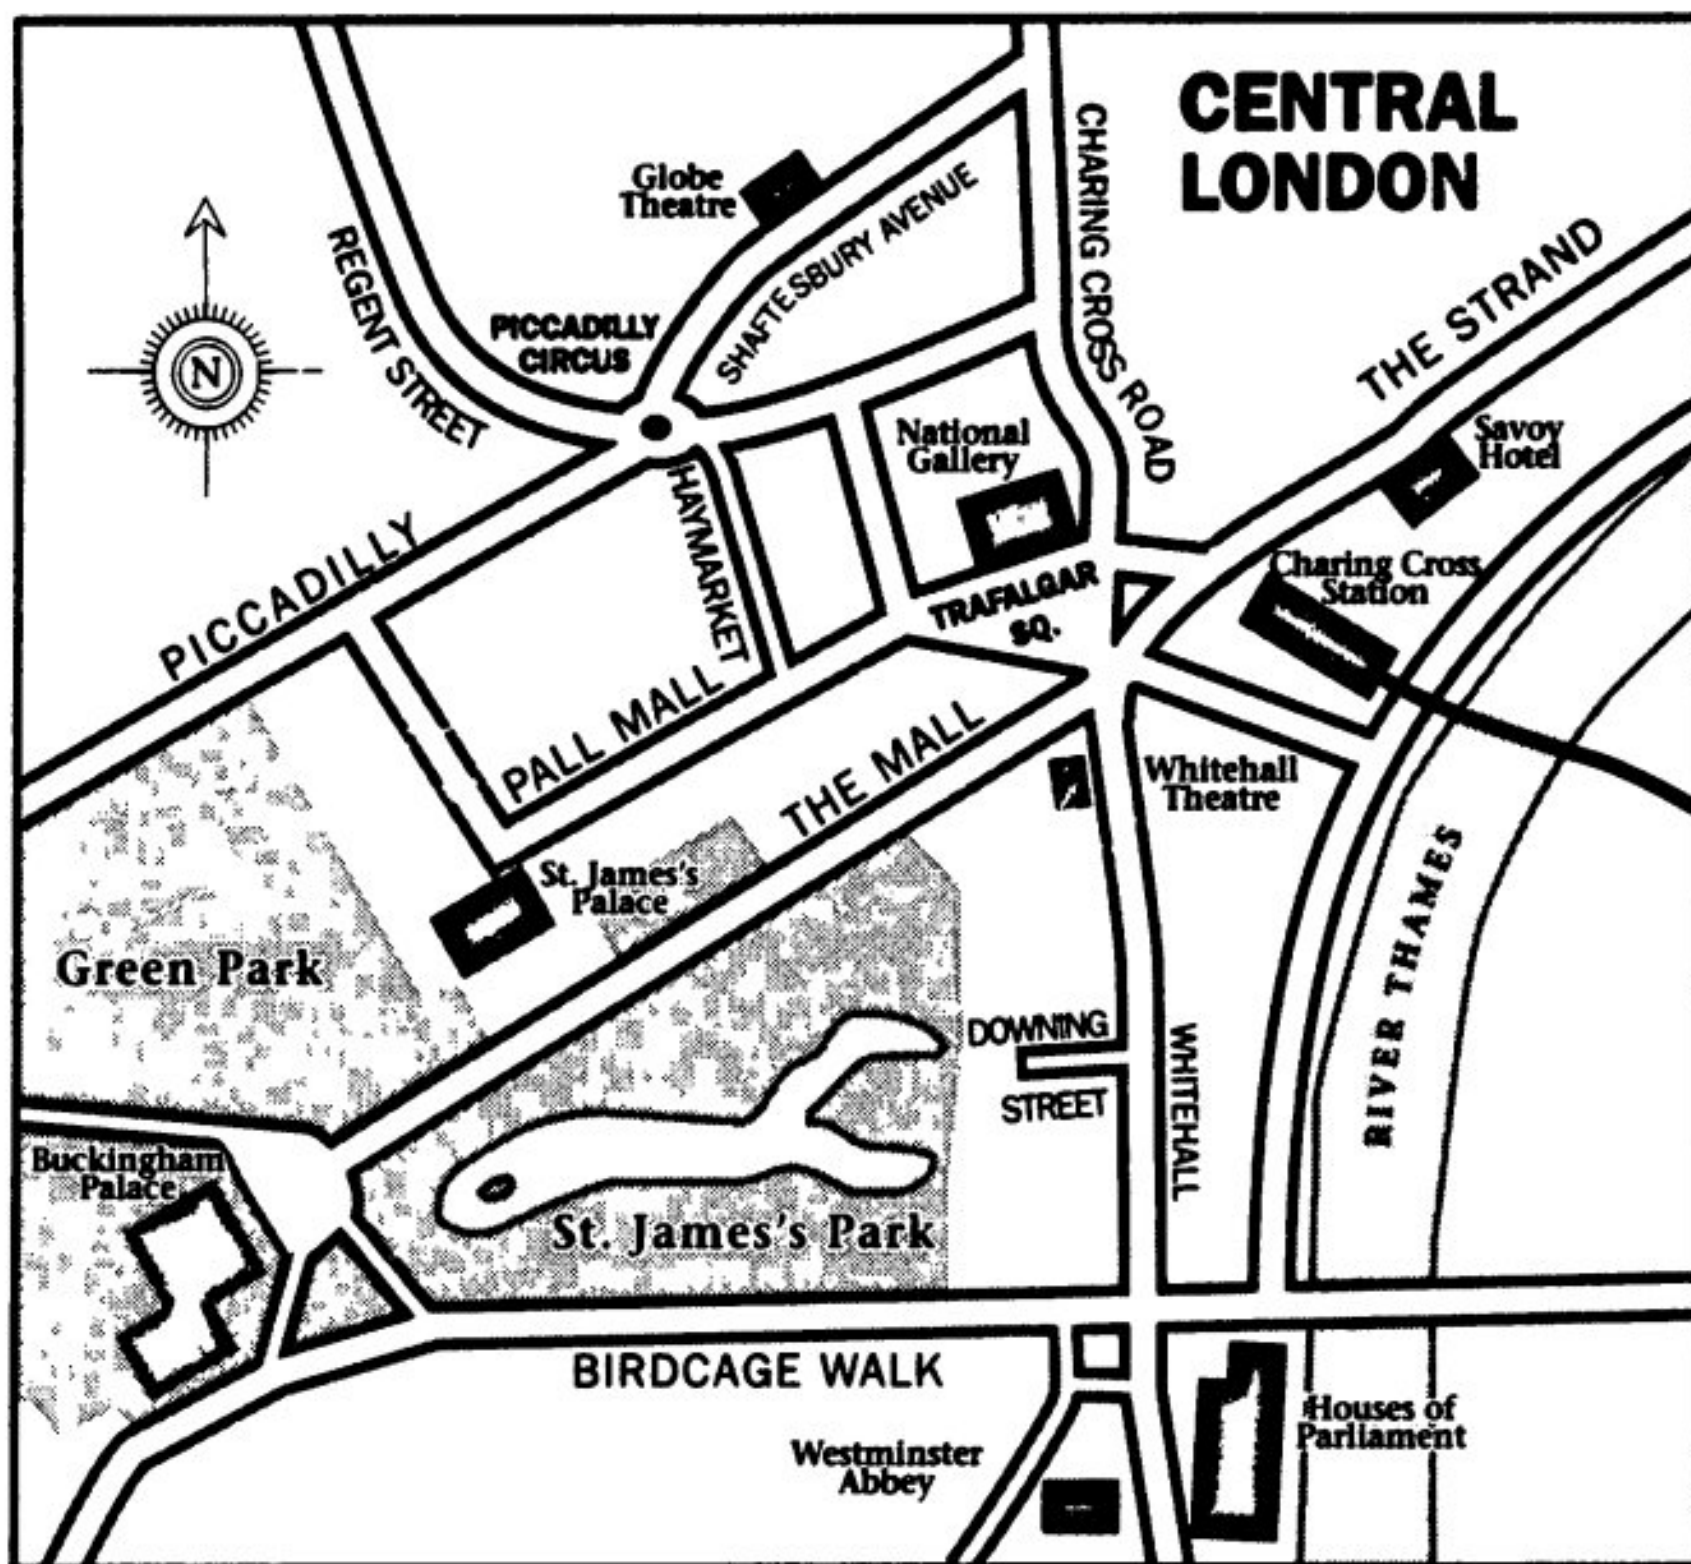 CENTRAL
LONDON
Globe
Theatre
CHARING CROSS ROAD
SHAFTESBURY AVENUE
REGENT STREET
PICCADILLY
CIRCUS
THE STRAND
N
National
Gallery
Savoy
Hotel
HAYMARKET
PICCADILLY
Charing Cross
Station
TRAFALGAR
SQ.
PALL MALL
THE MALL
Whitehall
Theatre
St. James's
Palace
RIVER THAMES
Green Park
DOWNING
STREET
WHITEHALL
Buckingham
Palace
St. James's Park
BIRDCAGE WALK
Houses of
Parliament
Westminster
Abbey